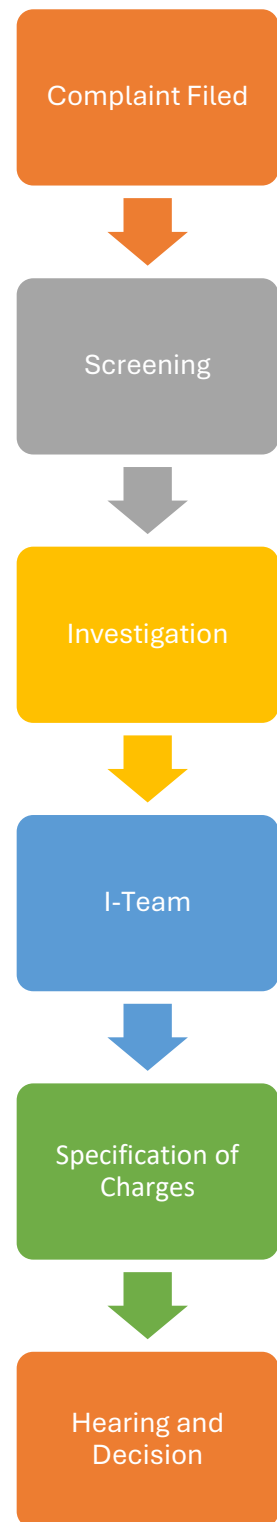 Complaint Filed
Screening
Investigation
I-Team
Specification of
Charges
Hearing and
Decision